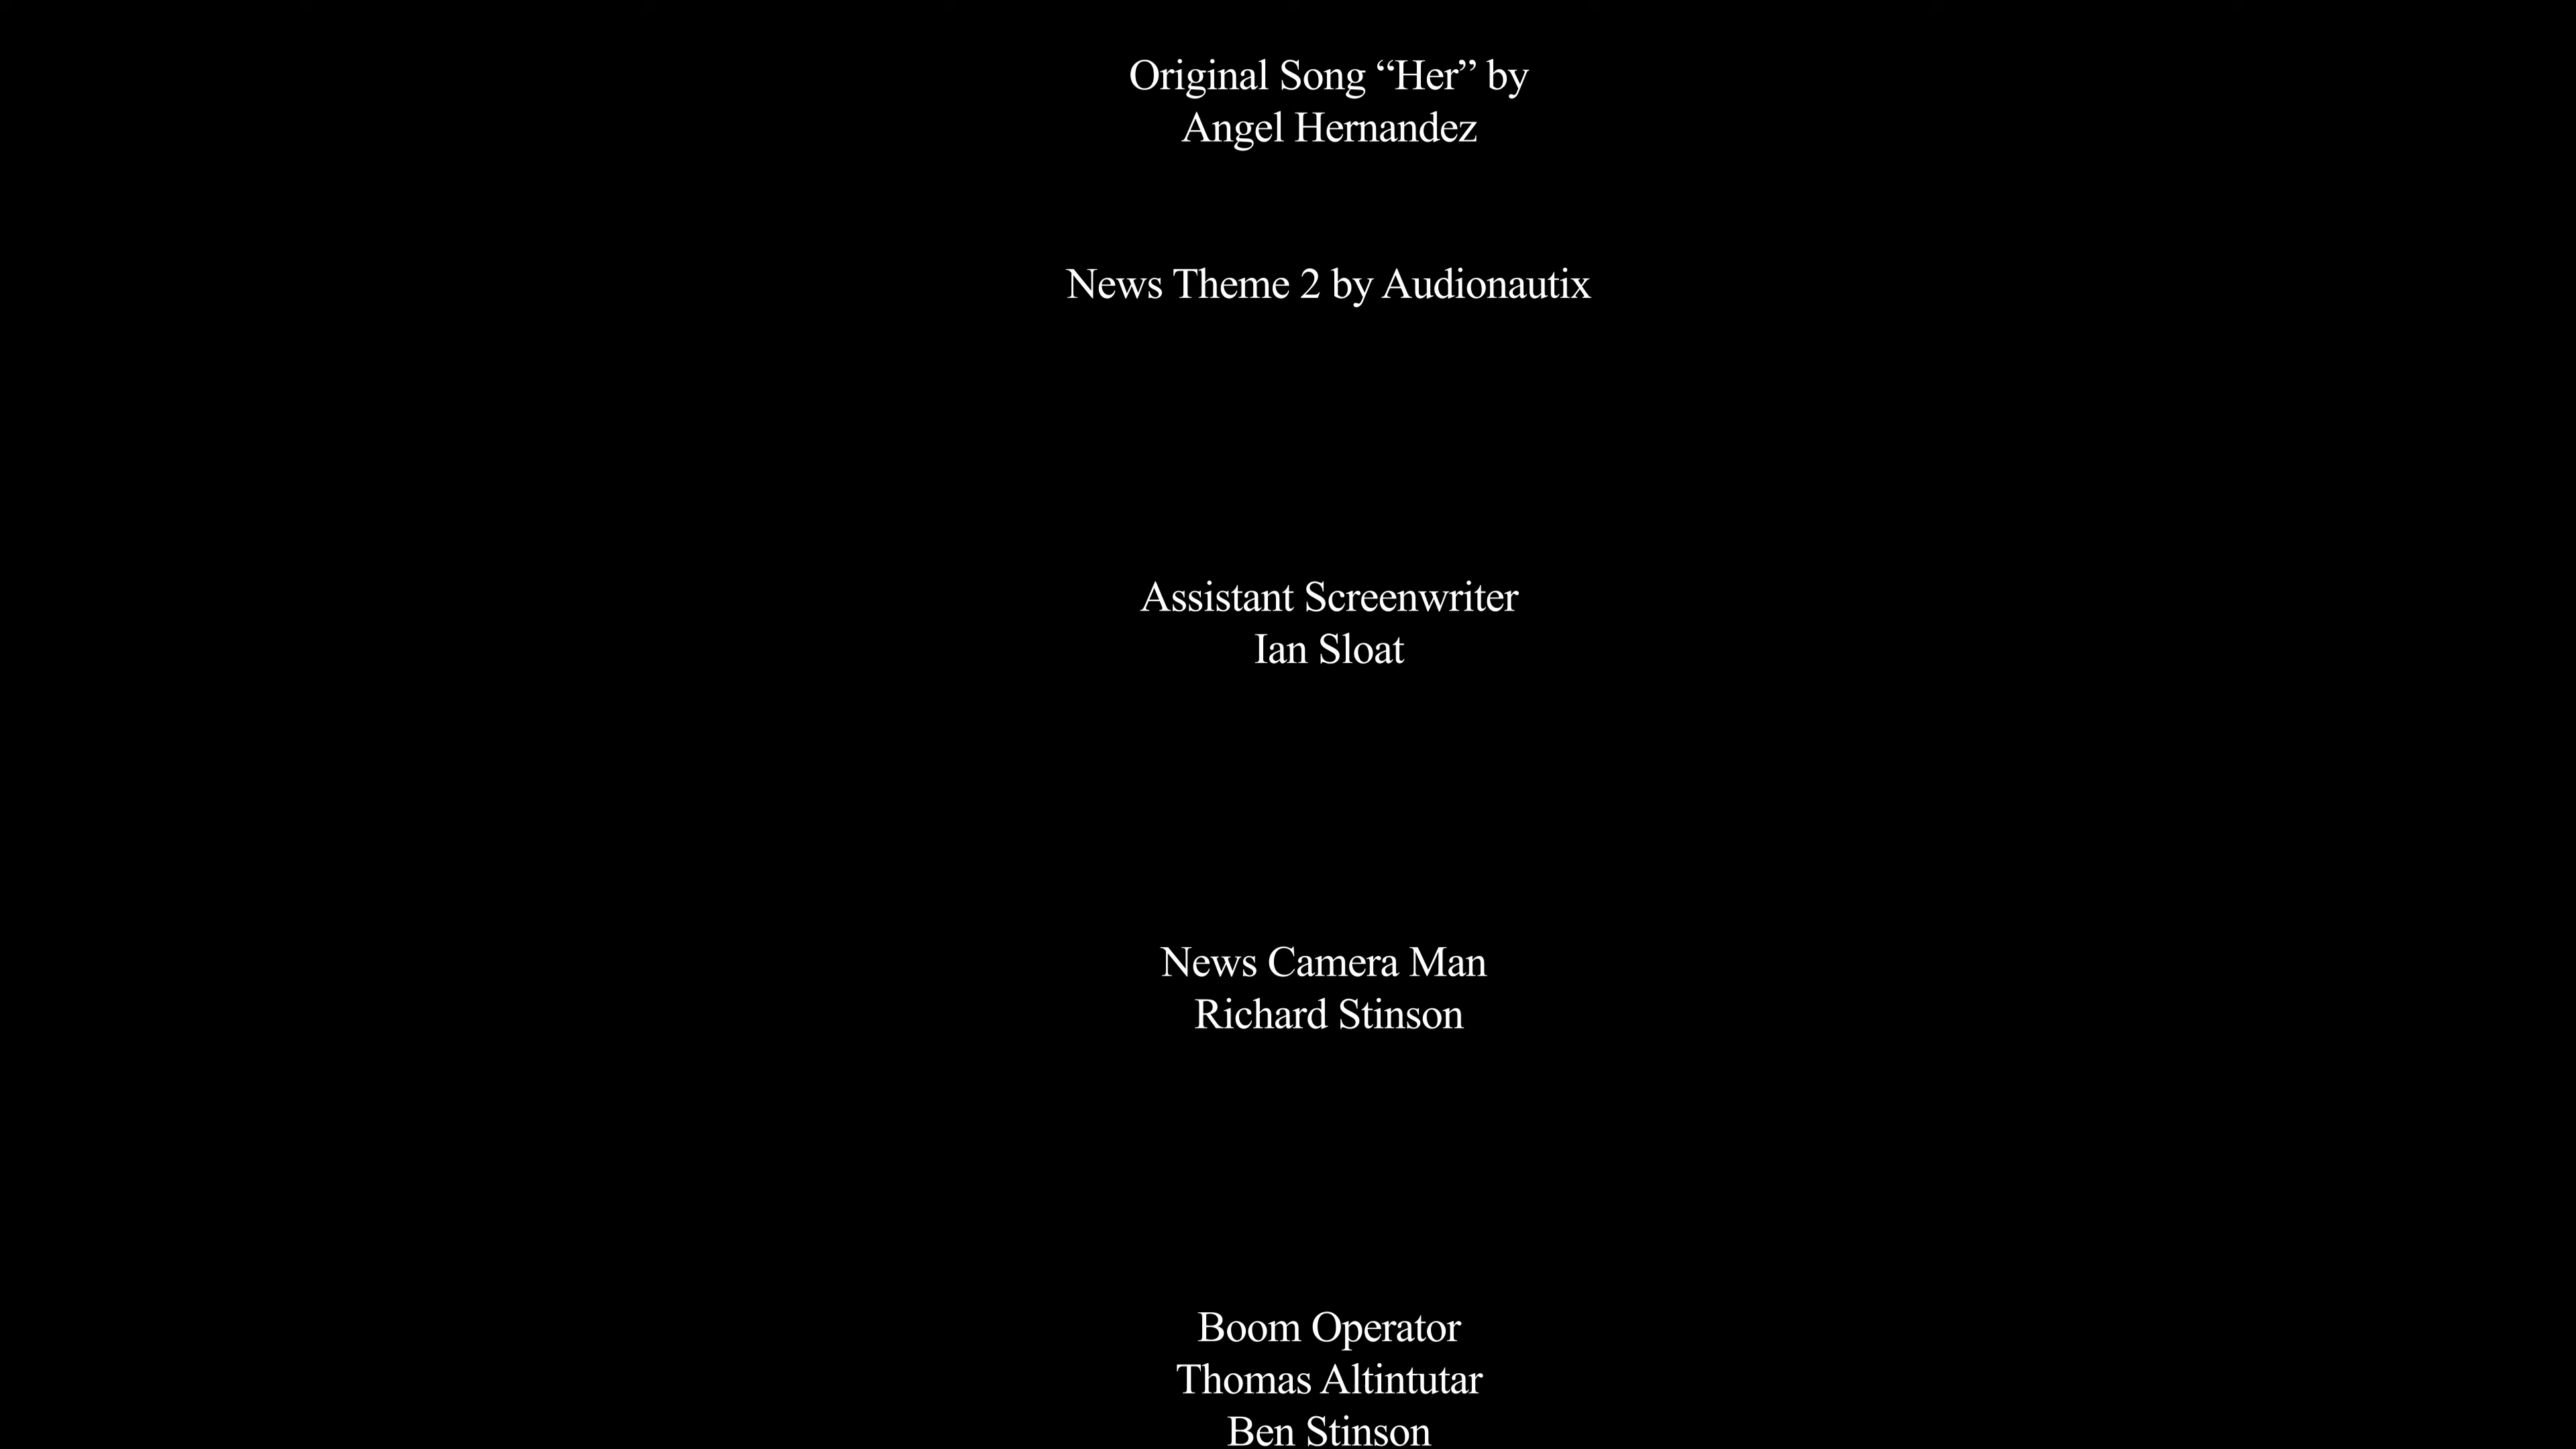 Original Song “Her” by
Angel Hernandez
News Theme 2 by Audionautix
Assistant Screenwriter
Ian Sloat
News Camera Man
Richard Stinson
Boom Operator
Thomas Altintutar
Ben Stinson